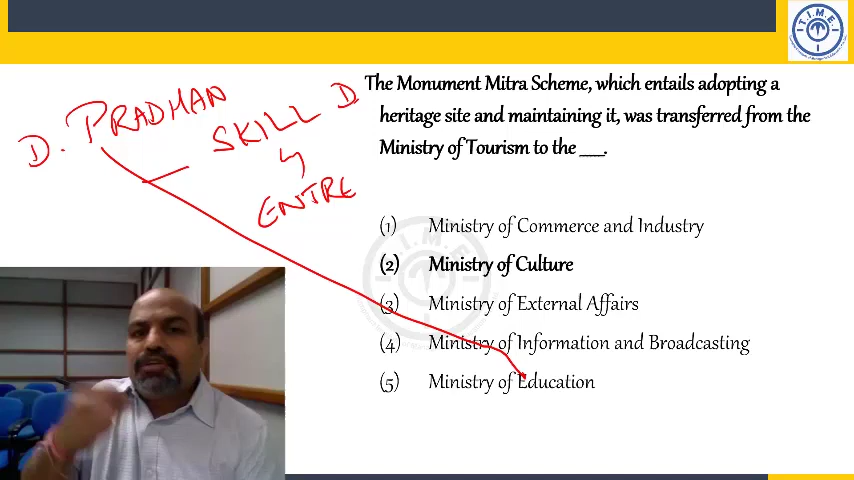 T.I.M.E.
The Monument Mitra Scheme, which entails adopting a
heritage site and maintaining it, was transferred from the
Ministry of Tourism to the ___.
D. PRADHAN
SKILL D
ENTRE
(1) Ministry of Commerce and Industry
(2) Ministry of Culture
(3) Ministry of External Affairs
(4) Ministry of Information and Broadcasting
(5) Ministry of Education